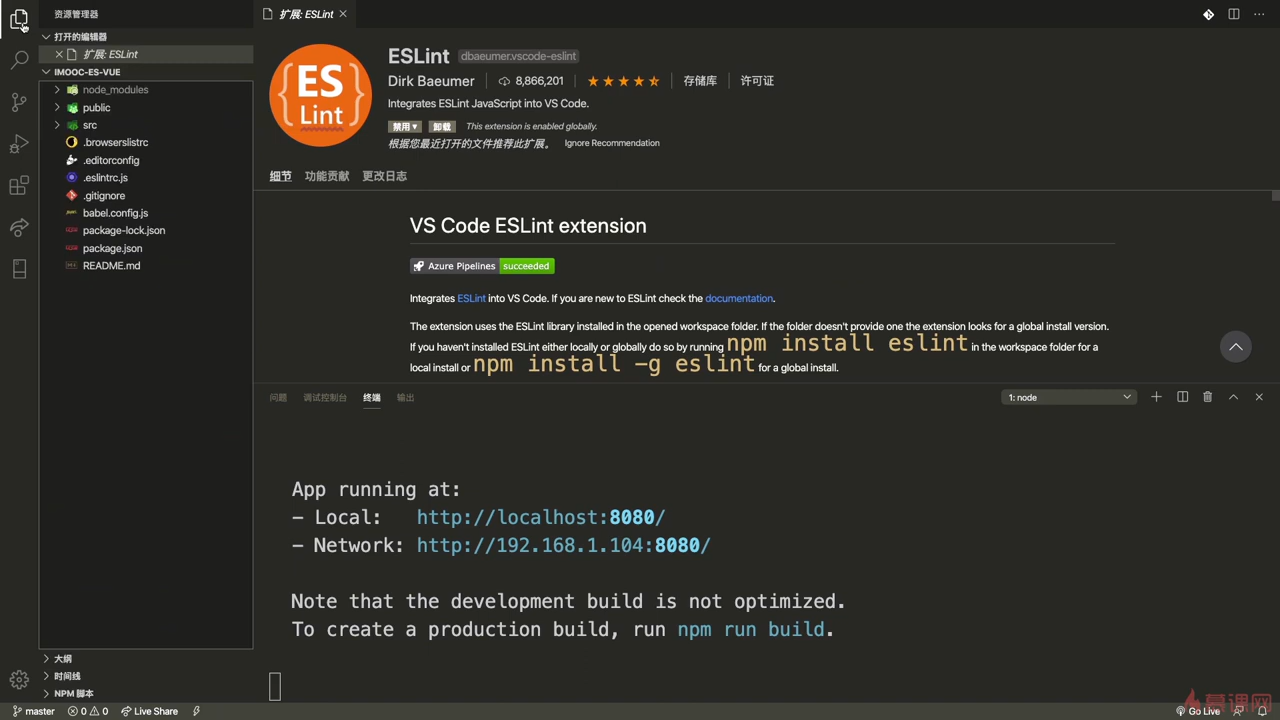 资源管理器
打开的编辑器
扩展: ESLint
IMOOC-ES-VUE
node_modules
public
src
.browserslistrc
.editorconfig
.eslintrc.js
.gitignore
babel.config.js
package-lock.json
package.json
README.md
大纲
时间线
NPM 脚本
扩展: ESLint
ES
Lint
ESLint dbaeumer.vscode-eslint
Dirk Baeumer 8,866,201 存储库 许可证
Integrates ESLint JavaScript into VS Code.
禁用 卸载 This extension is enabled globally.
根据您最近打开的文件推荐此扩展。 Ignore Recommendation
细节 功能贡献 更改日志
VS Code ESLint extension
Azure Pipelines succeeded
Integrates ESLint into VS Code. If you are new to ESLint check the documentation.
The extension uses the ESLint library installed in the opened workspace folder. If the folder doesn't provide one the extension looks for a global install version.
If you haven't installed ESLint either locally or globally do so by running npm install eslint in the workspace folder for a
local install or npm install -g eslint for a global install.
问题 调试控制台 终端 输出 1: node
App running at:
- Local: http://localhost:8080/
- Network: http://192.168.1.104:8080/
Note that the development build is not optimized.
To create a production build, run npm run build.
master 0 0 Live Share Go Live
慕课网